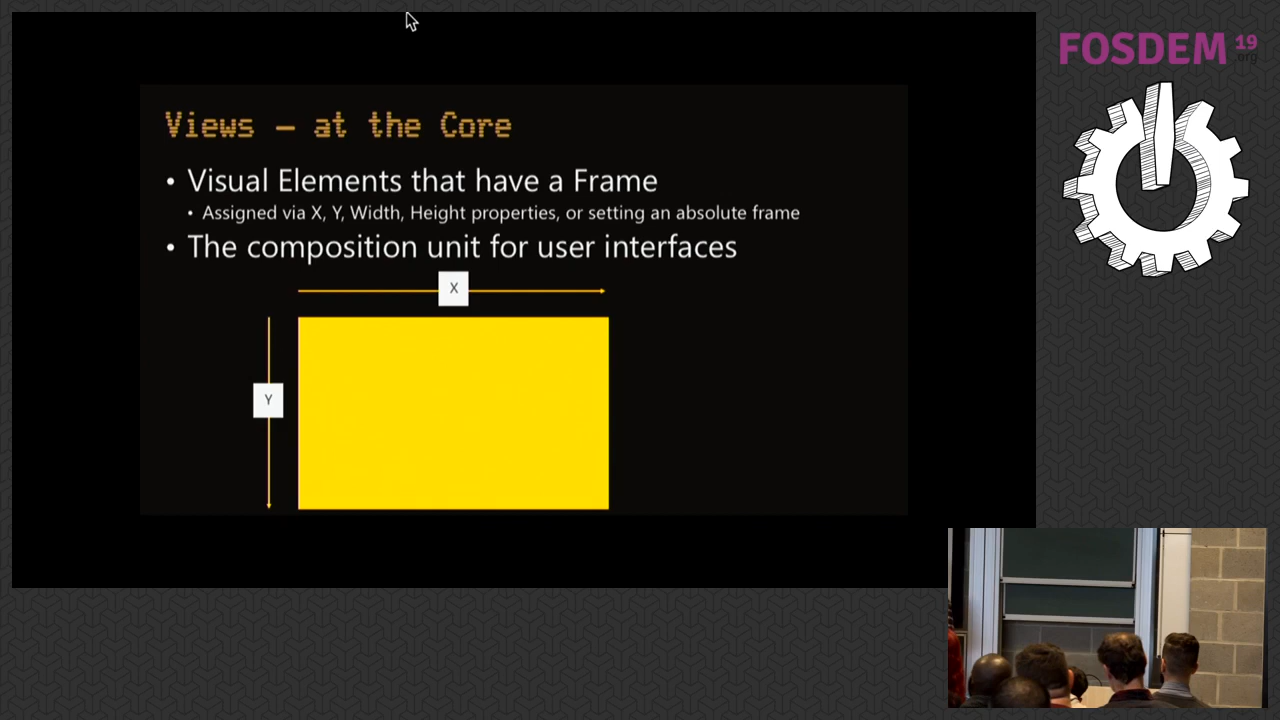 FOSDEM 19
.org
Views – at the Core
• Visual Elements that have a Frame
• Assigned via X, Y, Width, Height properties, or setting an absolute frame
• The composition unit for user interfaces
X
Y